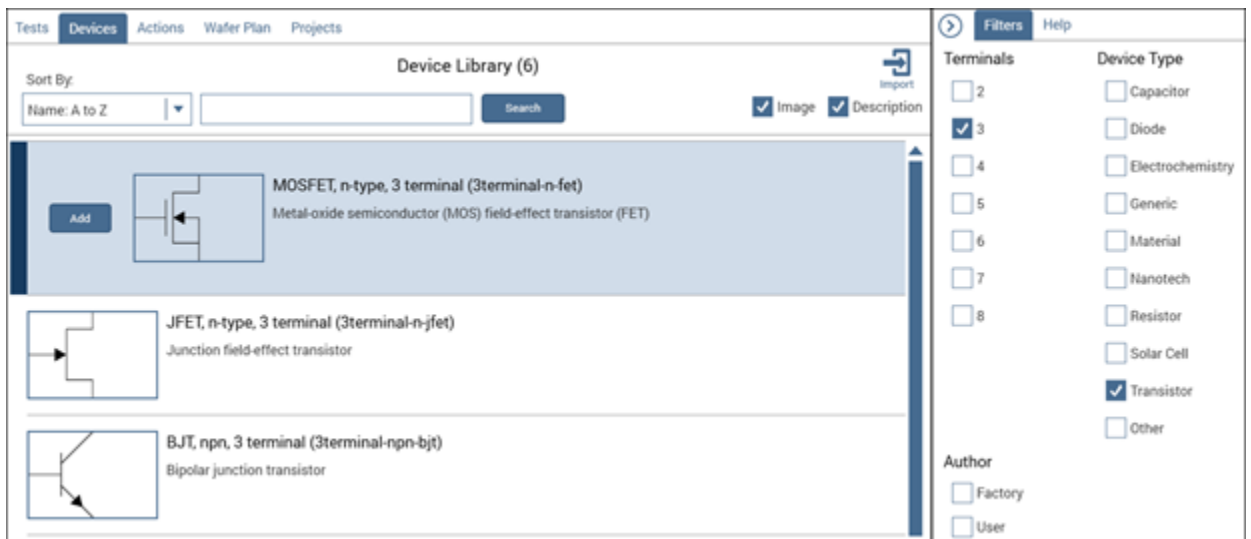 Tests Devices Actions Wafer Plan Projects
Device Library (6)
Sort By:
Import
Name: A to Z
Search
Image Description
Add
MOSFET, n-type, 3 terminal (3terminal-n-fet)
Metal-oxide semiconductor (MOS) field-effect transistor (FET)
JFET, n-type, 3 terminal (3terminal-n-jfet)
Junction field-effect transistor
BJT, npn, 3 terminal (3terminal-npn-bjt)
Bipolar junction transistor
Filters Help
Terminals
2
3
4
5
6
7
8
Device Type
Capacitor
Diode
Electrochemistry
Generic
Material
Nanotech
Resistor
Solar Cell
Transistor
Other
Author
Factory
User